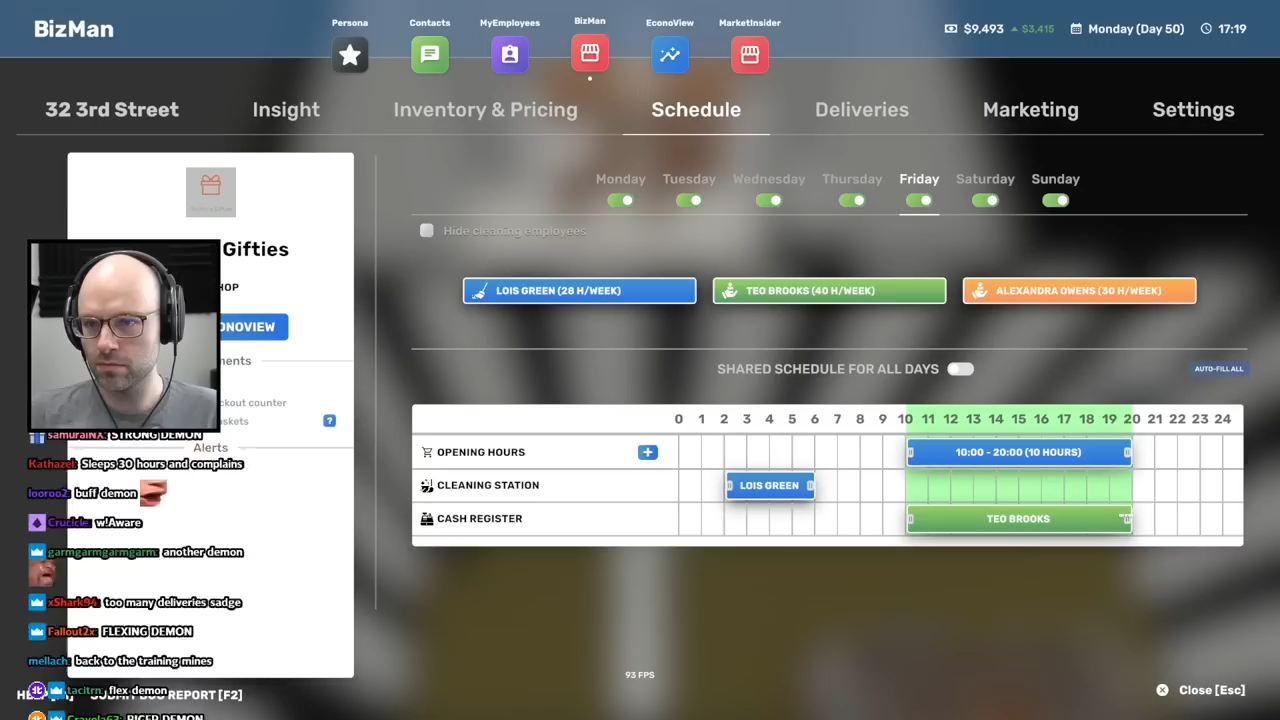 BizMan
Persona
Contacts
MyEmployees
BizMan
EconoView
MarketInsider
$9,493 ▲ $3,415
Monday (Day 50)
17:19
32 3rd Street
Insight
Inventory & Pricing
Schedule
Deliveries
Marketing
Settings
Monday
Tuesday
Wednesday
Thursday
Friday
Saturday
Sunday
Hide cleaning employees
Gifties
HOP
ONOVIEW
LOIS GREEN (28 H/WEEK)
TEO BROOKS (40 H/WEEK)
ALEXANDRA OWENS (30 H/WEEK)
SHARED SCHEDULE FOR ALL DAYS
AUTO-FILL ALL
0 1 2 3 4 5 6 7 8 9 10 11 12 13 14 15 16 17 18 19 20 21 22 23 24
OPENING HOURS +
10:00 - 20:00 (10 HOURS)
CLEANING STATION
LOIS GREEN
CASH REGISTER
TEO BROOKS
ents
ckout counter
askets ?
Alerts
samuraiNX: STRONG DEMON
Kathazel: Sleeps 30 hours and complains
looroo2: buff demon
Crucicle: w!Aware
garmgarmgarmgarm: another demon
xShark94: too many deliveries sadge
Fallout2x: FLEXING DEMON
mellach: back to the training mines
tacitrn: flex demon
Crayola63: BICEP DEMON
SUBMIT BUG REPORT [F2]
93 FPS
Close [Esc]